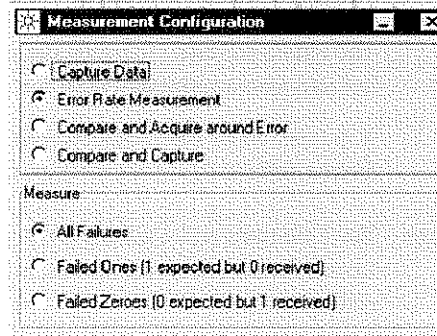 Measurement Configuration
Capture Data
Error Rate Measurement
Compare and Acquire around Error
Compare and Capture
Measure
All Failures
Failed Ones (1 expected but 0 received)
Failed Zeroes (0 expected but 1 received)